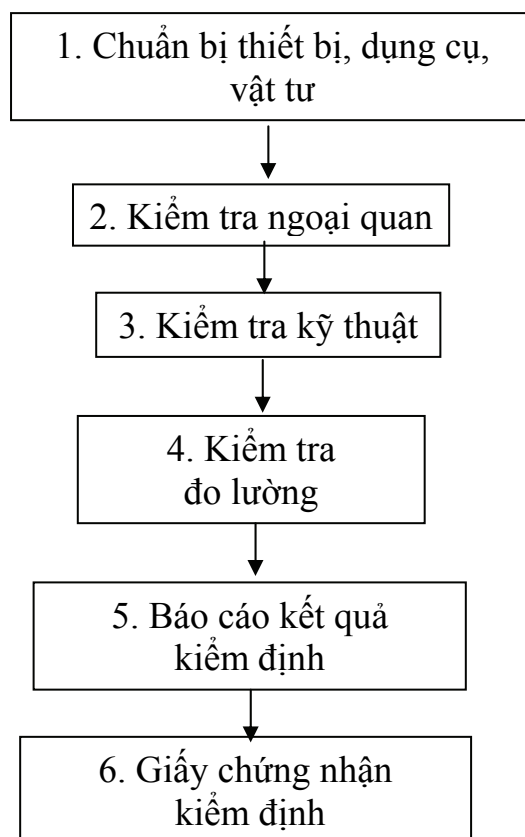 1. Chuẩn bị thiết bị, dụng cụ,
vật tư
2. Kiểm tra ngoại quan
3. Kiểm tra kỹ thuật
4. Kiểm tra
đo lường
5. Báo cáo kết quả
kiểm định
6. Giấy chứng nhận
kiểm định